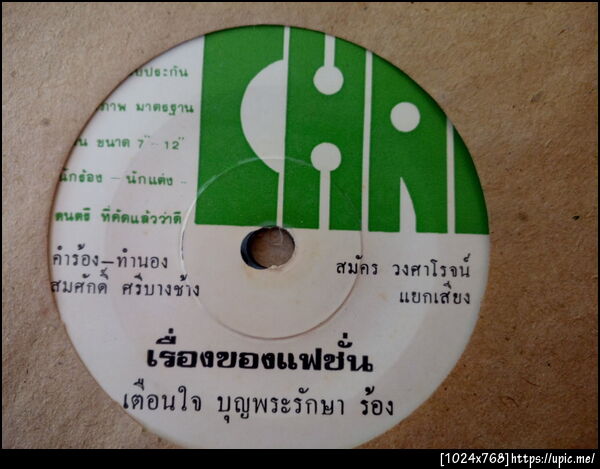 ประกัน
ภาพ มาตรฐาน
ขนาด 7"-12"
นักร้อง - นักแต่ง -
ดนตรี ที่คัดแล้วว่าดี
คำร้อง-ทำนอง
สมศักดิ์ ศรีบางช้าง
สมัคร วงศาโรจน์
แยกเสียง
เรื่องของแฟชั่น
เตือนใจ บุญพระรักษา ร้อง
[1024x768]https://upic.me/